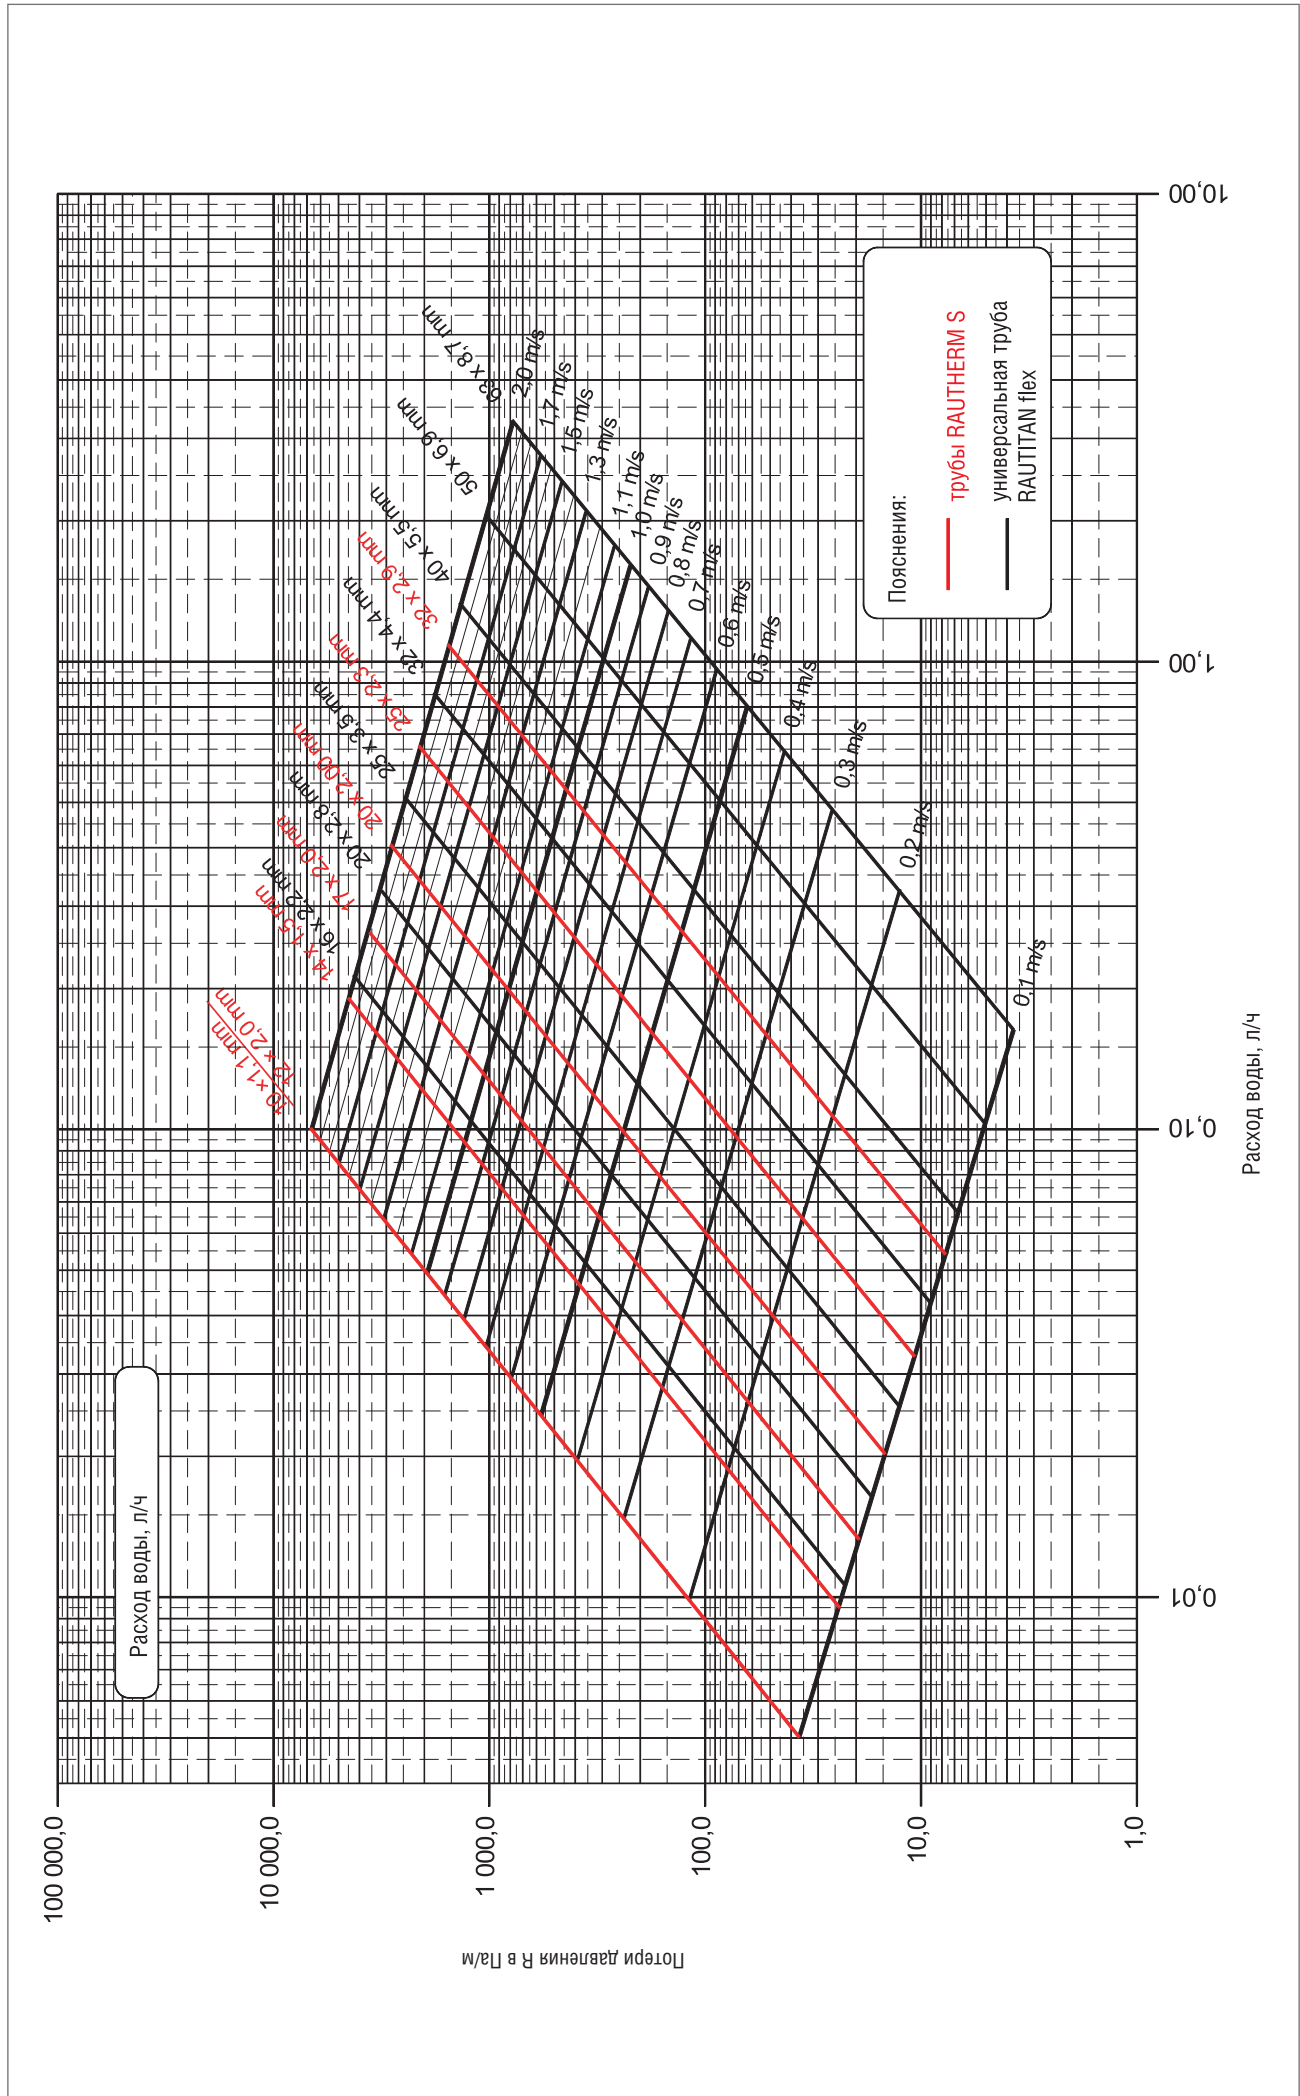 Расход воды, л/ч
100 000,0
10 000,0
1 000,0
100,0
10,0
1,0
Потери давления R в Па/м
10 × 1,1 mm
12 × 2,0 mm
14 x 1,5 mm
16 x 2,2 mm
17 x 2,0 mm
20 x 2,8 mm
20 x 2,00 mm
25 x 3,5 mm
25 x 2,3 mm
32 x 4,4 mm
32 x 2,9 mm
40 x 5,5 mm
50 x 6,9 mm
63 x 8,7 mm
2,0 m/s
1,7 m/s
1,5 m/s
1,3 m/s
1,1 m/s
1,0 m/s
0,9 m/s
0,8 m/s
0,7 m/s
0,6 m/s
0,5 m/s
0,4 m/s
0,3 m/s
0,2 m/s
0,1 m/s
Пояснения:
трубы RAUTHERM S
универсальная труба
RAUTITAN flex
0,01
0,10
1,00
10,00
Расход воды, л/ч